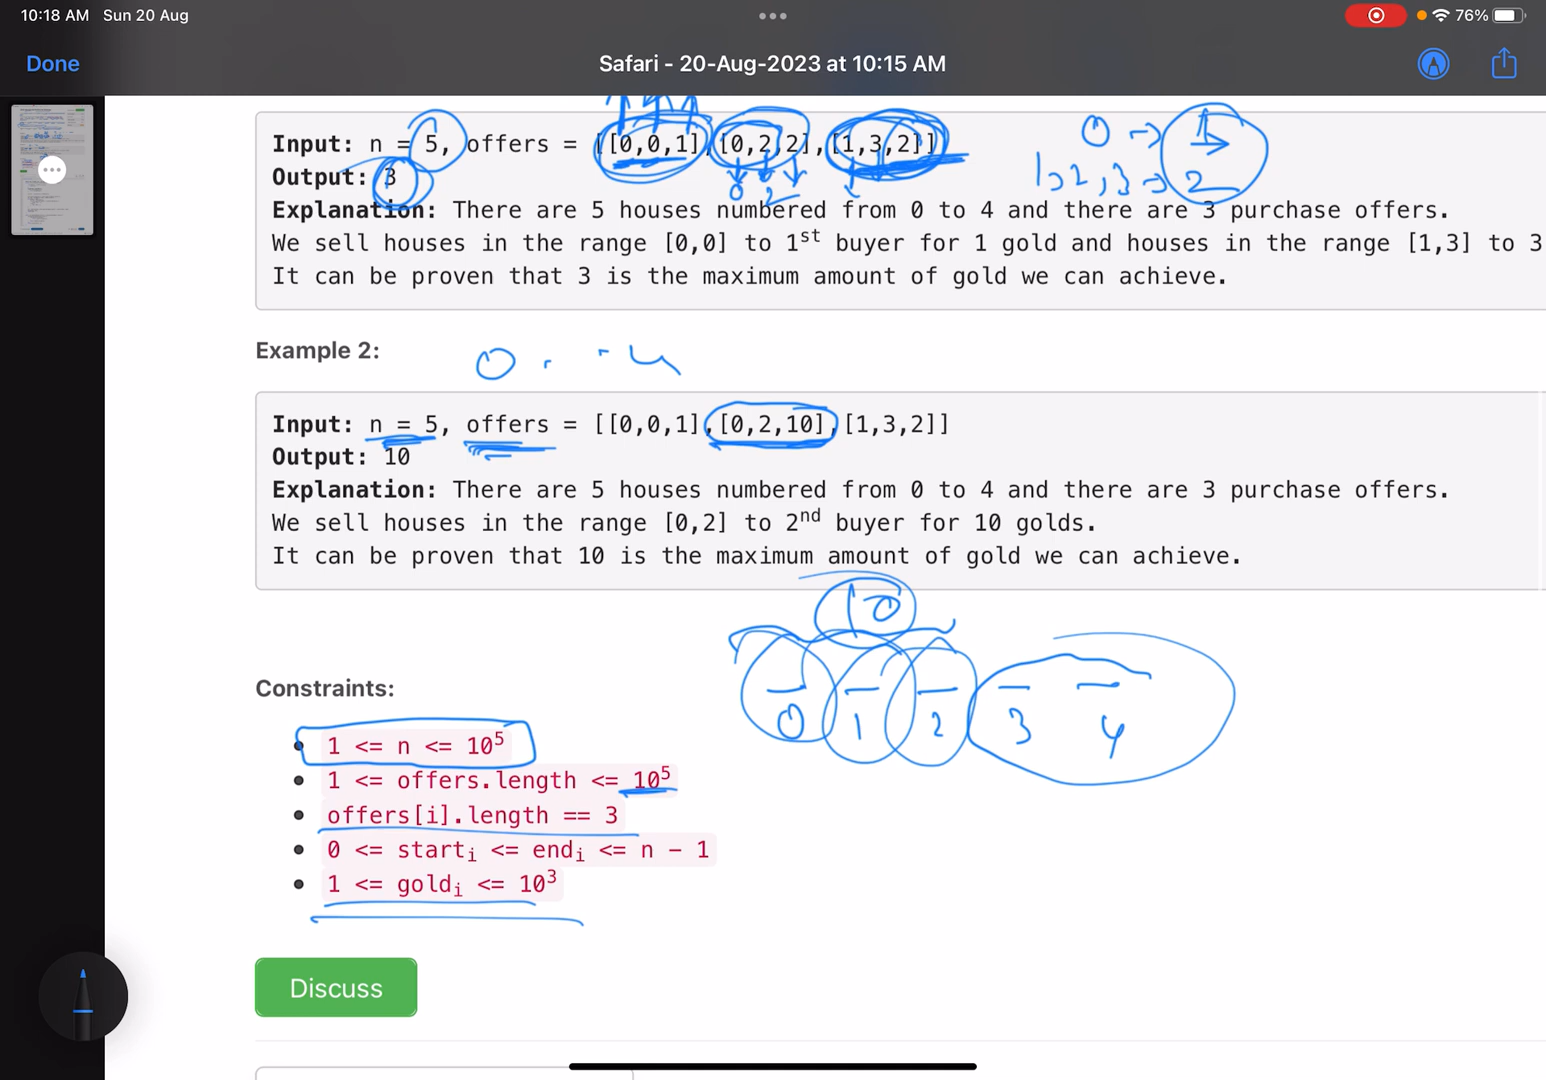 10:18 AM Sun 20 Aug
76%
Done
Safari - 20-Aug-2023 at 10:15 AM
Input: n = 5, offers = [[0,0,1],[0,2,2],[1,3,2]]
0 → 1
Output: 3
0 2
1,2,3 → 2
Explanation: There are 5 houses numbered from 0 to 4 and there are 3 purchase offers.
We sell houses in the range [0,0] to 1st buyer for 1 gold and houses in the range [1,3] to 3
It can be proven that 3 is the maximum amount of gold we can achieve.
Example 2:
0 . . 4
Input: n = 5, offers = [[0,0,1],[0,2,10],[1,3,2]]
Output: 10
Explanation: There are 5 houses numbered from 0 to 4 and there are 3 purchase offers.
We sell houses in the range [0,2] to 2nd buyer for 10 golds.
It can be proven that 10 is the maximum amount of gold we can achieve.
10
Constraints:
0 1 2 3 4
1 <= n <= 10⁵
1 <= offers.length <= 10⁵
offers[i].length == 3
0 <= startᵢ <= endᵢ <= n - 1
1 <= goldᵢ <= 10³
Discuss